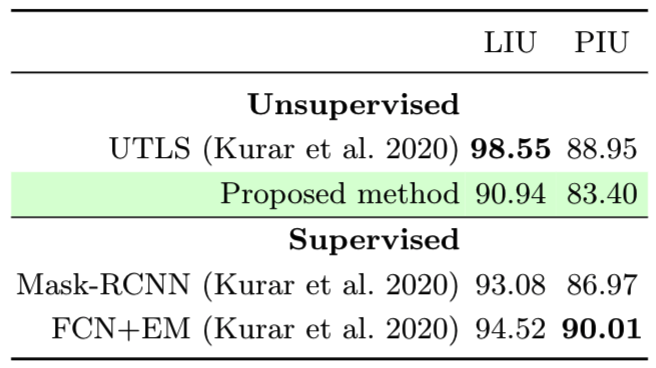 LIU PIU
Unsupervised
UTLS (Kurar et al. 2020) 98.55 88.95
Proposed method 90.94 83.40
Supervised
Mask-RCNN (Kurar et al. 2020) 93.08 86.97
FCN+EM (Kurar et al. 2020) 94.52 90.01